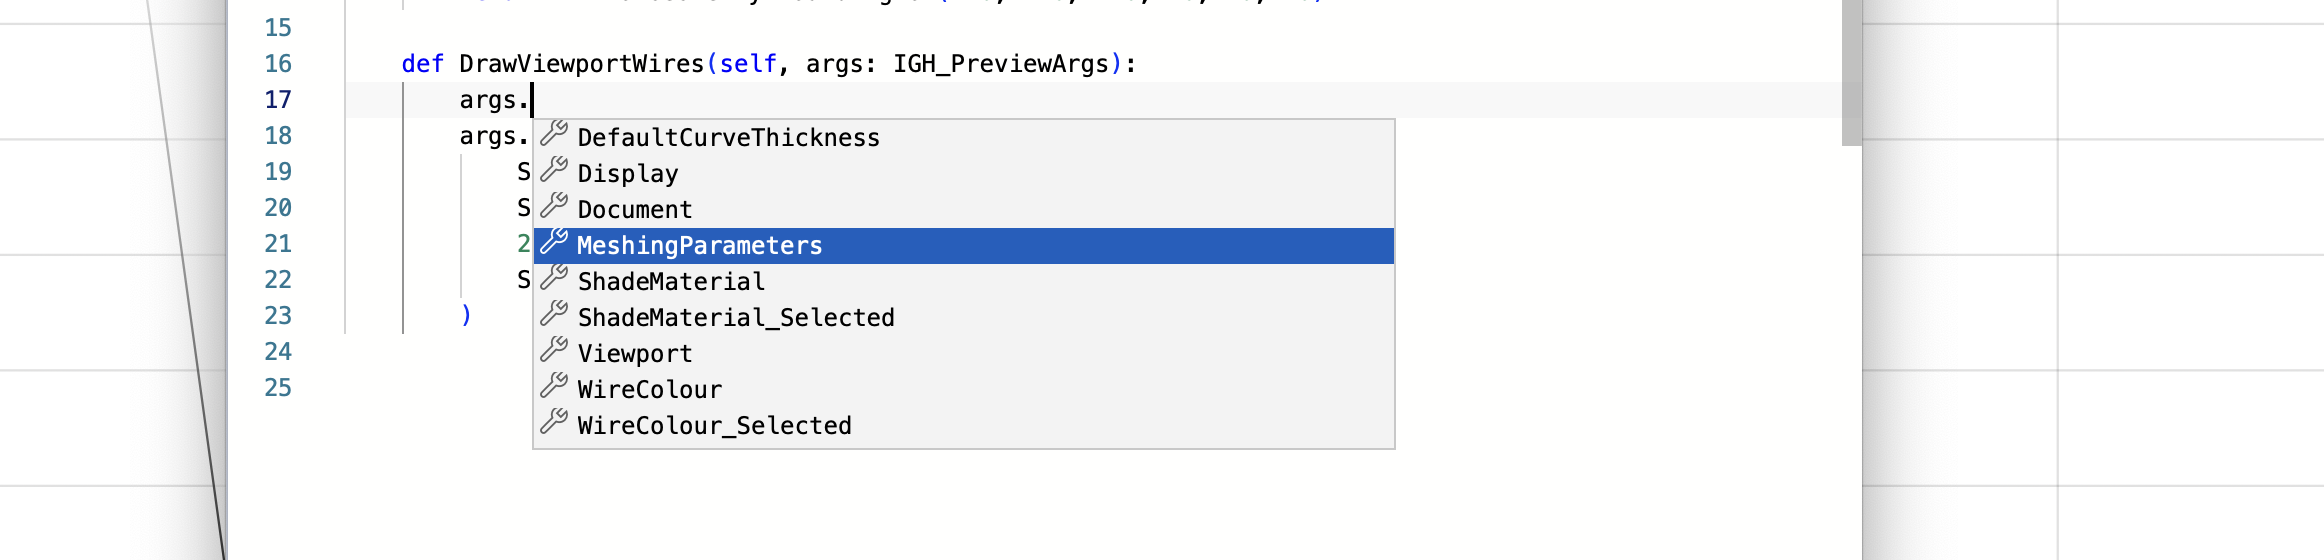 15
16 def DrawViewportWires(self, args: IGH_PreviewArgs):
17 args.
18 args.
19 S
20 S
21 2
22 S
23 )
24
25
DefaultCurveThickness
Display
Document
MeshingParameters
ShadeMaterial
ShadeMaterial_Selected
Viewport
WireColour
WireColour_Selected